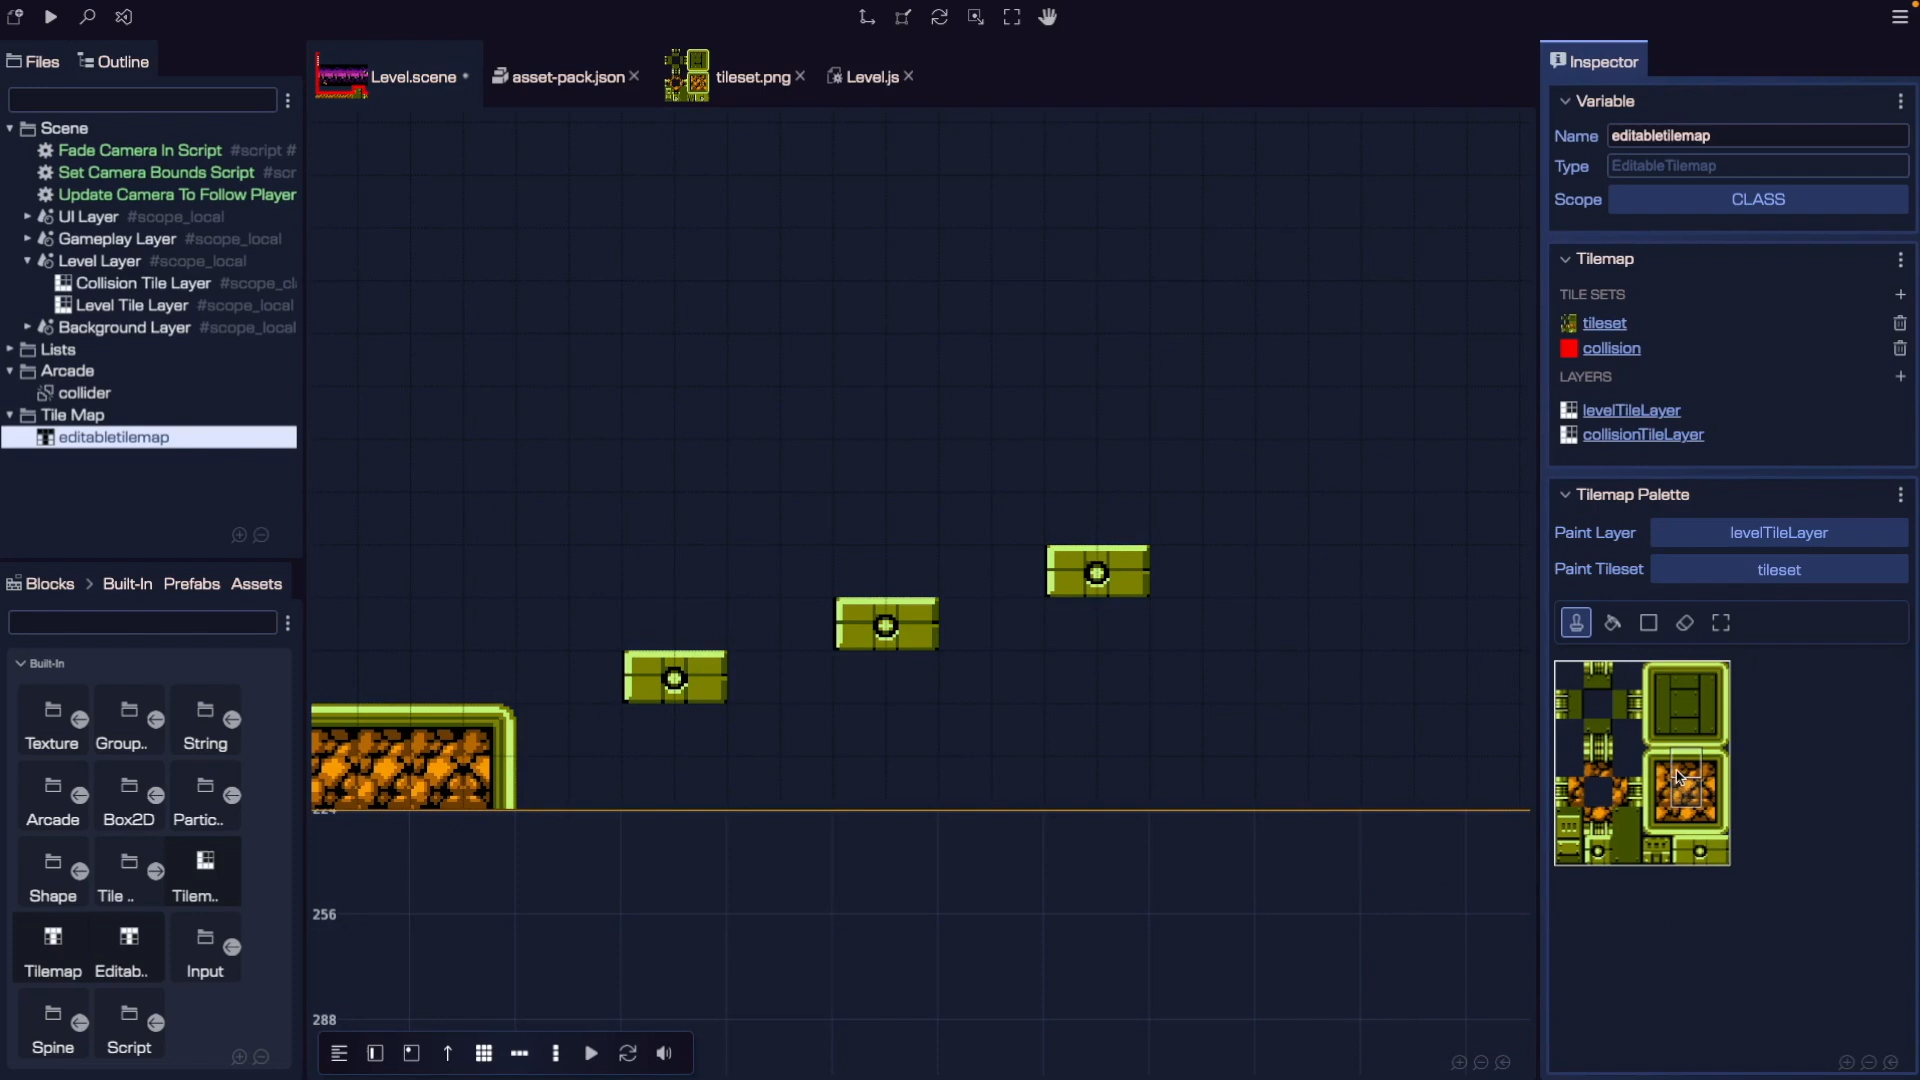 Files
Outline
Scene
Fade Camera In Script #script #
Set Camera Bounds Script #scr
Update Camera To Follow Player
UI Layer #scope_local
Gameplay Layer #scope_local
Level Layer #scope_local
Collision Tile Layer #scope_cl
Level Tile Layer #scope_local
Background Layer #scope_local
Lists
Arcade
collider
Tile Map
editabletilemap
Blocks > Built-In Prefabs Assets
Built-In
Texture Group.. String
Arcade Box2D Partic..
Shape Tile .. Tilem..
Tilemap Editab.. Input
Spine Script
Level.scene
asset-pack.json
tileset.png
Level.js
224
256
288
Inspector
Variable
Name editabletilemap
Type EditableTilemap
Scope CLASS
Tilemap
TILE SETS
tileset
collision
LAYERS
levelTileLayer
collisionTileLayer
Tilemap Palette
Paint Layer levelTileLayer
Paint Tileset tileset